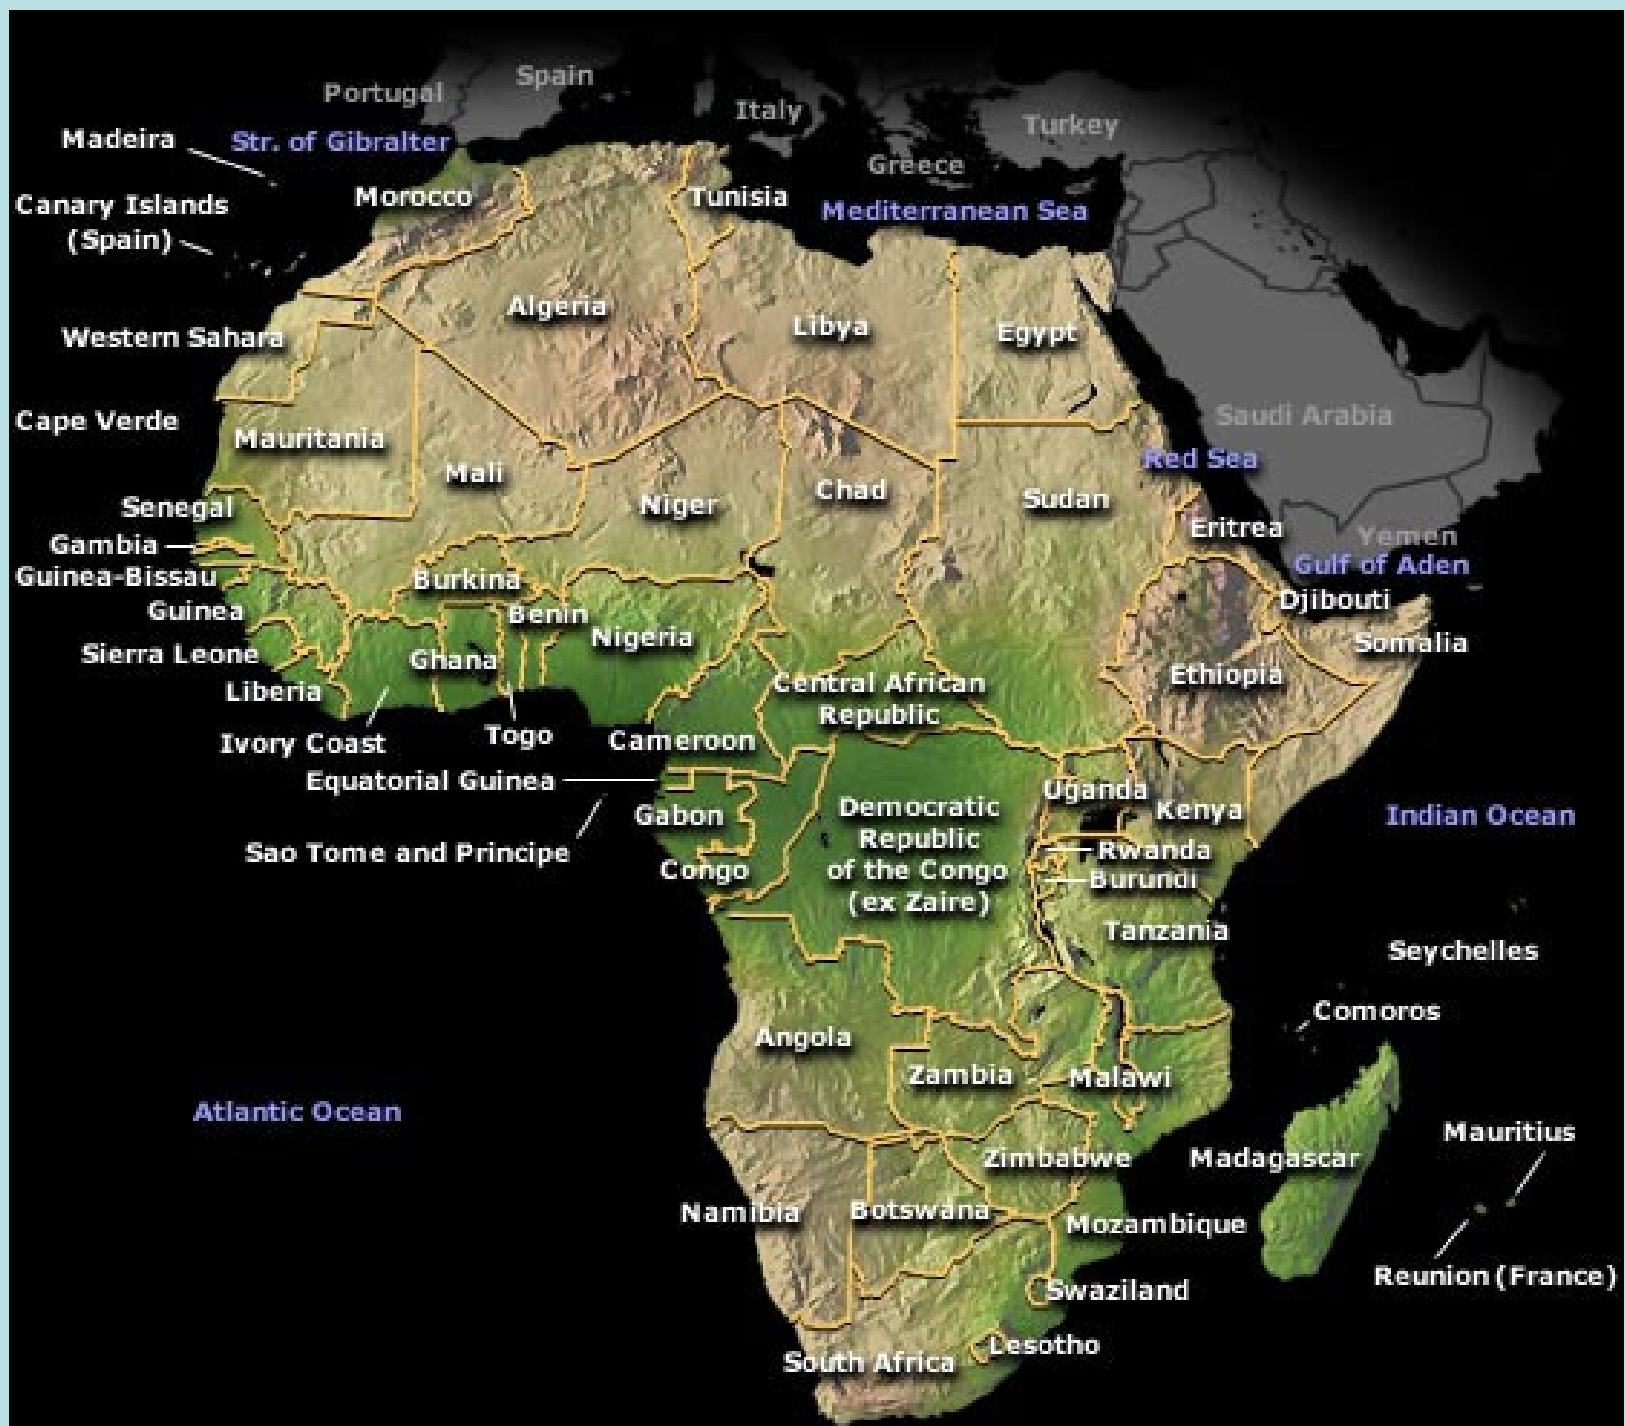 Spain
Portugal
Italy
Turkey
Madeira
Str. of Gibralter
Greece
Morocco
Tunisia
Canary Islands
(Spain)
Mediterranean Sea
Algeria
Libya
Egypt
Western Sahara
Saudi Arabia
Cape Verde
Mauritania
Red Sea
Mali
Chad
Sudan
Niger
Senegal
Eritrea
Yemen
Gambia
Gulf of Aden
Guinea-Bissau
Burkina
Djibouti
Guinea
Benin
Nigeria
Somalia
Sierra Leone
Ghana
Ethiopia
Liberia
Central African
Republic
Ivory Coast
Togo
Cameroon
Equatorial Guinea
Uganda
Kenya
Gabon
Democratic
Republic
of the Congo
(ex Zaire)
Indian Ocean
Sao Tome and Principe
Rwanda
Congo
Burundi
Tanzania
Seychelles
Comoros
Angola
Zambia
Malawi
Atlantic Ocean
Mauritius
Zimbabwe
Madagascar
Namibia
Botswana
Mozambique
Reunion (France)
Swaziland
Lesotho
South Africa